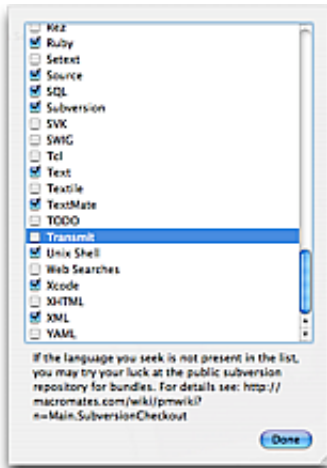 Rez
Ruby
Setext
Source
SQL
Subversion
SVK
SWIG
Tcl
Text
Textile
TextMate
TODO
Transmit
Unix Shell
Web Searches
Xcode
XHTML
XML
YAML
If the language you seek is not present in the list,
you may try your luck at the public subversion
repository for bundles. For details see: http://
macromates.com/wiki/pmwiki?
n=Main.SubversionCheckout
Done